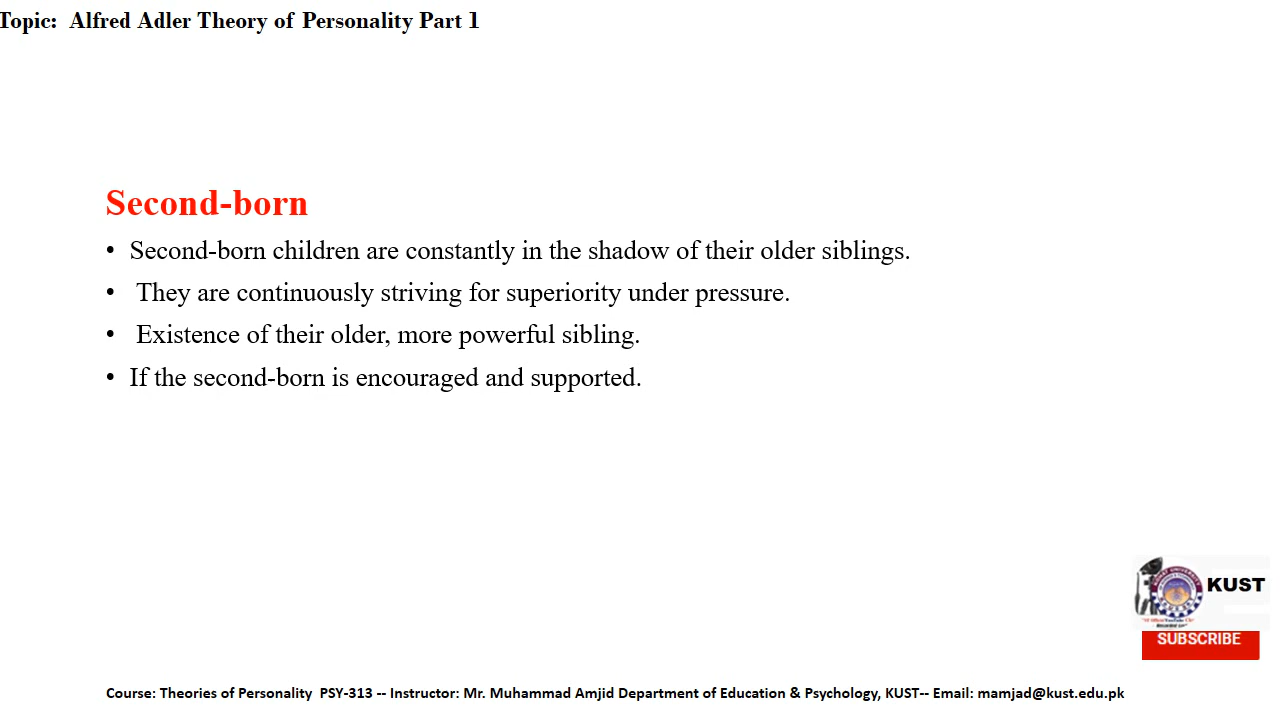 Topic: Alfred Adler Theory of Personality Part 1
Second-born
• Second-born children are constantly in the shadow of their older siblings.
• They are continuously striving for superiority under pressure.
• Existence of their older, more powerful sibling.
• If the second-born is encouraged and supported.
KUST
SUBSCRIBE
Course: Theories of Personality PSY-313 -- Instructor: Mr. Muhammad Amjid Department of Education & Psychology, KUST-- Email: mamjad@kust.edu.pk